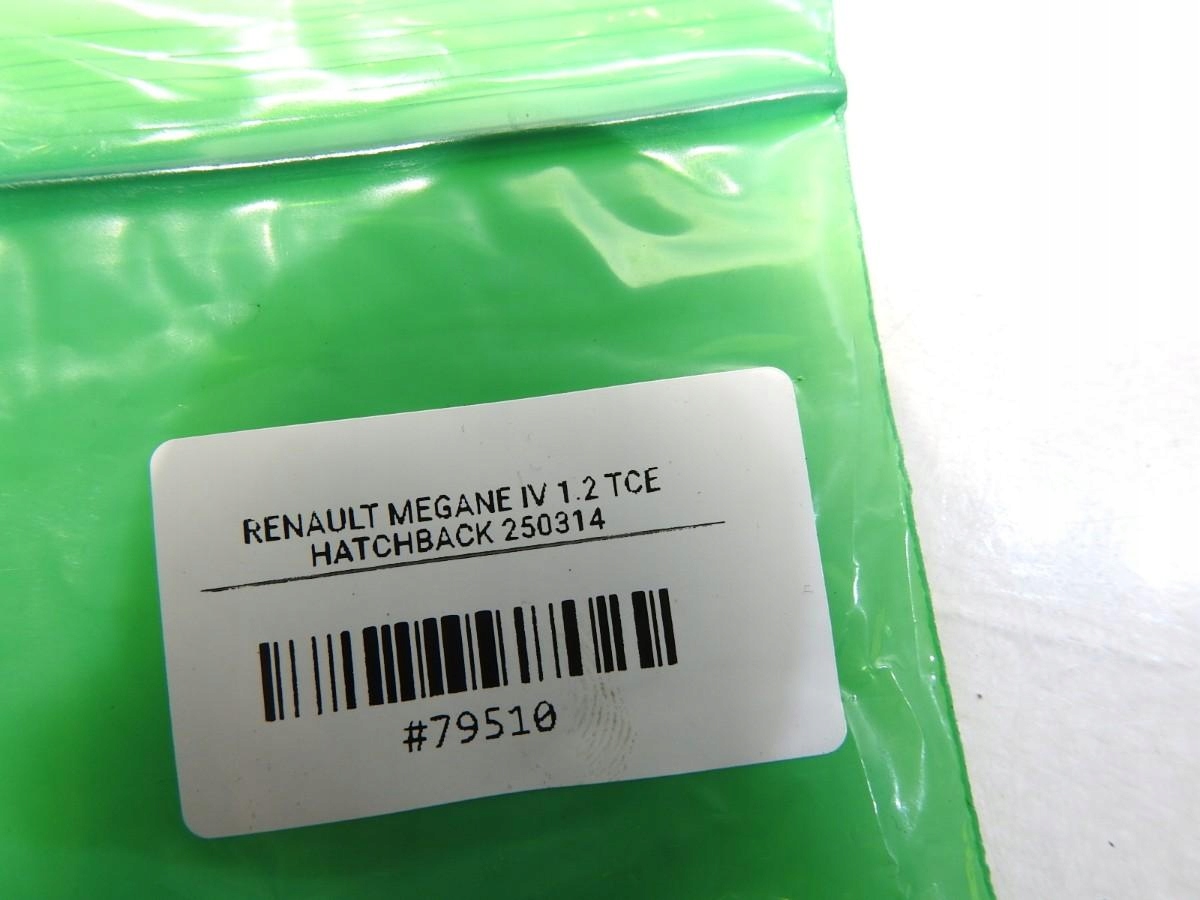 RENAULT MEGANE IV 1.2 TCE
HATCHBACK 250314
#79510